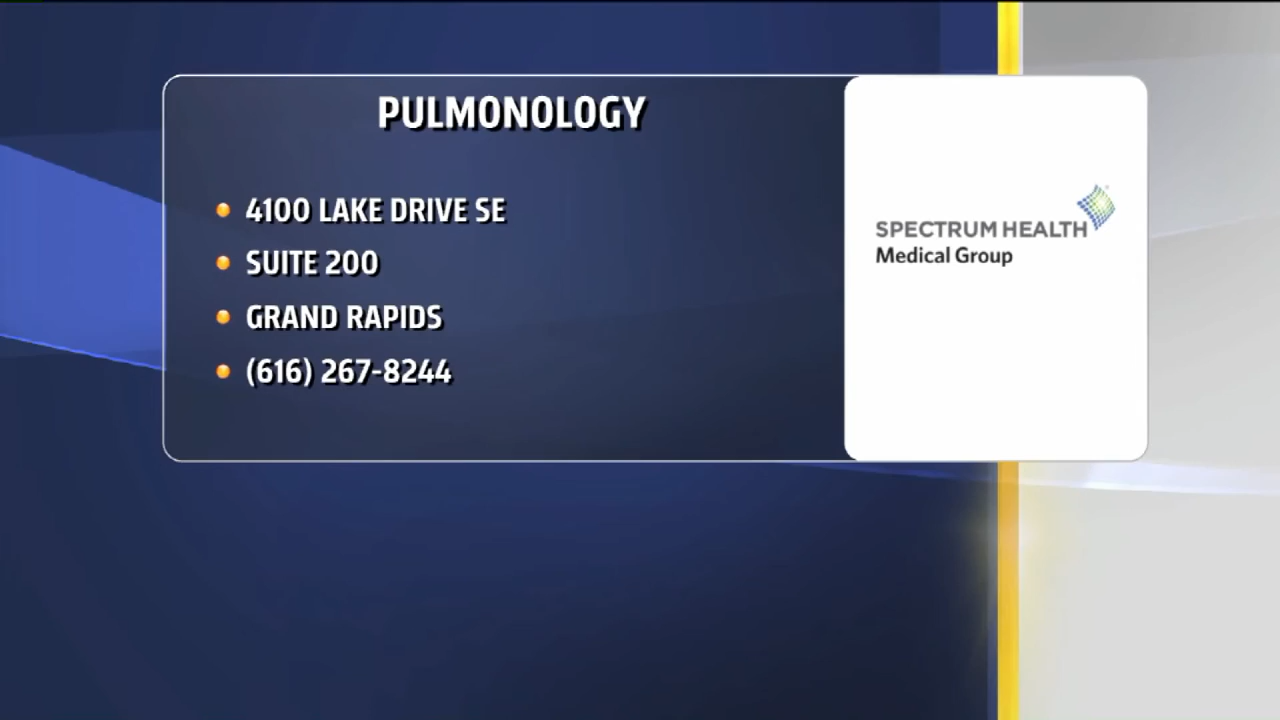 PULMONOLOGY
4100 LAKE DRIVE SE
SUITE 200
GRAND RAPIDS
(616) 267-8244
SPECTRUM HEALTH
Medical Group